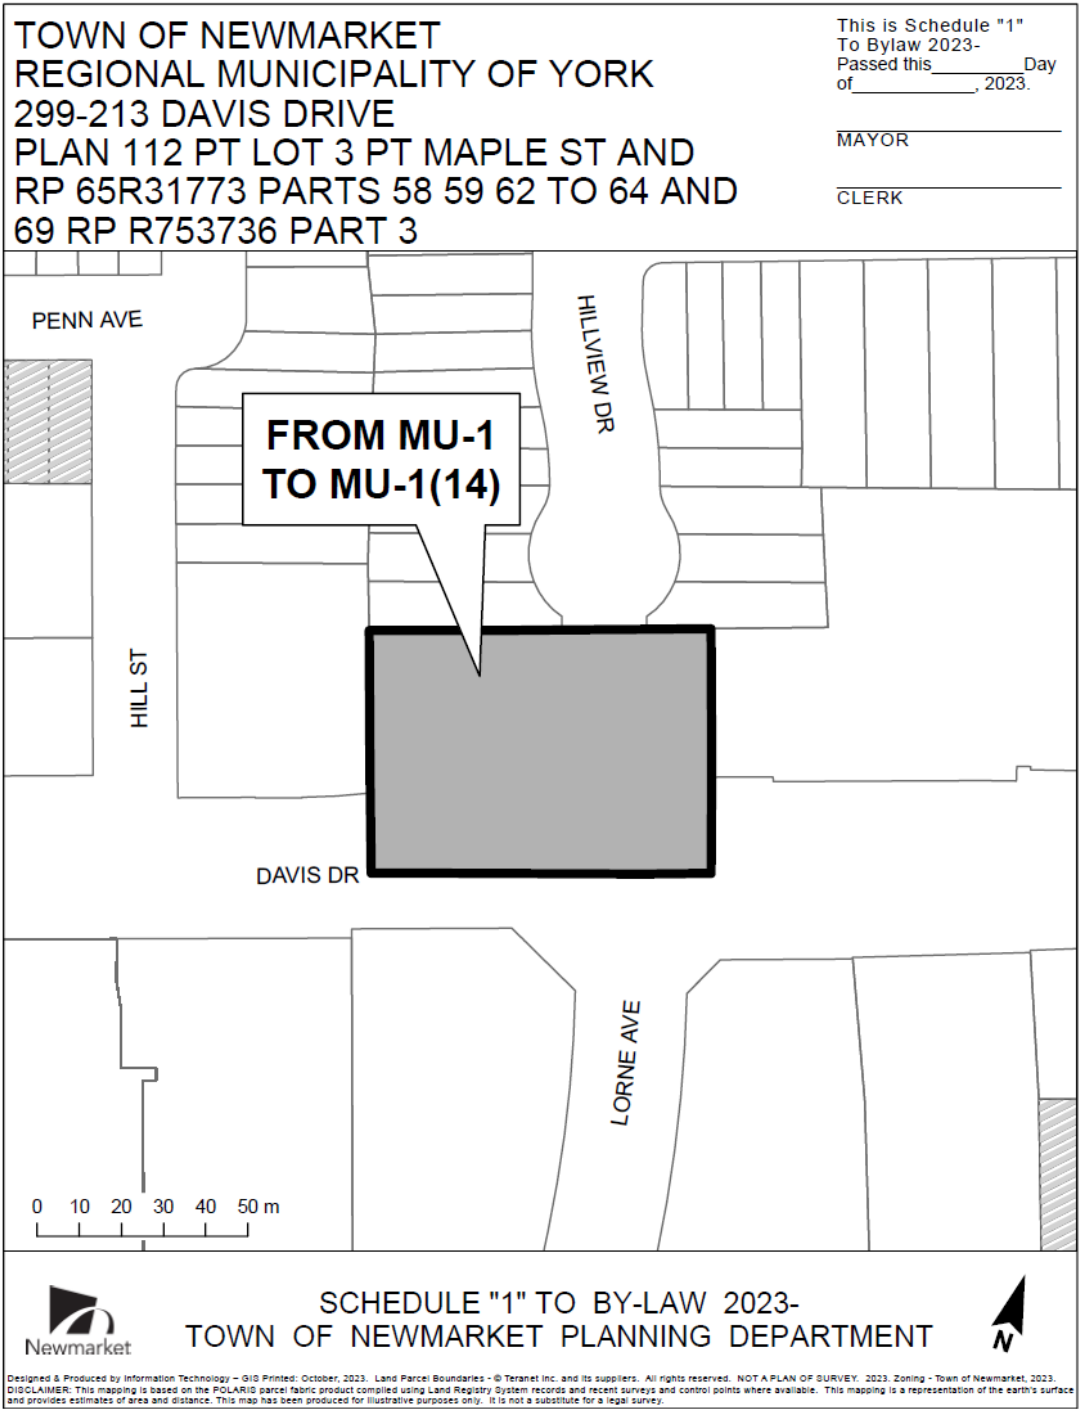 TOWN OF NEWMARKET
REGIONAL MUNICIPALITY OF YORK
299-213 DAVIS DRIVE
PLAN 112 PT LOT 3 PT MAPLE ST AND
RP 65R31773 PARTS 58 59 62 TO 64 AND
69 RP R753736 PART 3
This is Schedule "1"
To Bylaw 2023-
Passed this__________Day
of_____________, 2023.
MAYOR
CLERK
PENN AVE
HILLVIEW DR
FROM MU-1
TO MU-1(14)
HILL ST
DAVIS DR
LORNE AVE
0 10 20 30 40 50 m
Newmarket
SCHEDULE "1" TO BY-LAW 2023-
TOWN OF NEWMARKET PLANNING DEPARTMENT
N
Designed & Produced by Information Technology – GIS Printed: October, 2023. Land Parcel Boundaries - © Teranet Inc. and its suppliers. All rights reserved. NOT A PLAN OF SURVEY. 2023. Zoning - Town of Newmarket, 2023.
DISCLAIMER: This mapping is based on the POLARIS parcel fabric product compiled using Land Registry System records and recent surveys and control points where available. This mapping is a representation of the earth's surface
and provides estimates of area and distance. This map has been produced for illustrative purposes only. It is not a substitute for a legal survey.